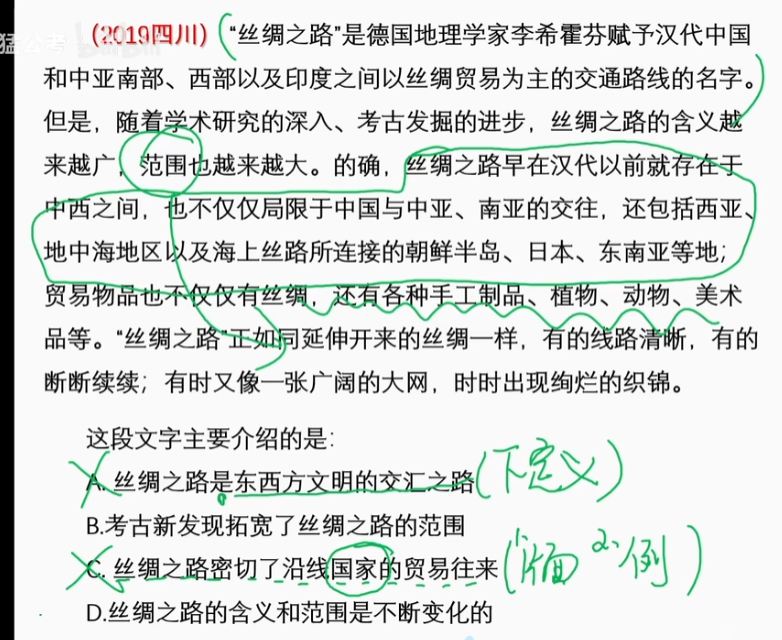 猛公考 bilibili
（2019四川）“丝绸之路”是德国地理学家李希霍芬赋予汉代中国
和中亚南部、西部以及印度之间以丝绸贸易为主的交通路线的名字。
但是，随着学术研究的深入、考古发掘的进步，丝绸之路的含义越
来越广，范围也越来越大。的确，丝绸之路早在汉代以前就存在于
中西之间，也不仅仅局限于中国与中亚、南亚的交往，还包括西亚、
地中海地区以及海上丝路所连接的朝鲜半岛、日本、东南亚等地；
贸易物品也不仅仅有丝绸，还有各种手工制品、植物、动物、美术
品等。“丝绸之路”正如同延伸开来的丝绸一样，有的线路清晰，有的
断断续续；有时又像一张广阔的大网，时时出现绚烂的织锦。
这段文字主要介绍的是：
A.丝绸之路是东西方文明的交汇之路（下定义）
B.考古新发现拓宽了丝绸之路的范围
C.丝绸之路密切了沿线国家的贸易往来（1、片面 2、例）
D.丝绸之路的含义和范围是不断变化的